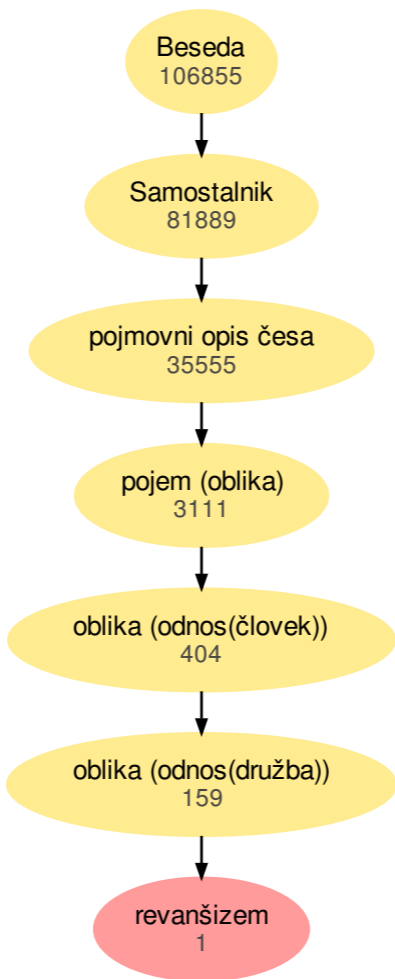 Beseda
106855
Samostalnik
81889
pojmovni opis česa
35555
pojem (oblika)
3111
oblika (odnos(človek))
404
oblika (odnos(družba))
159
revanšizem
1